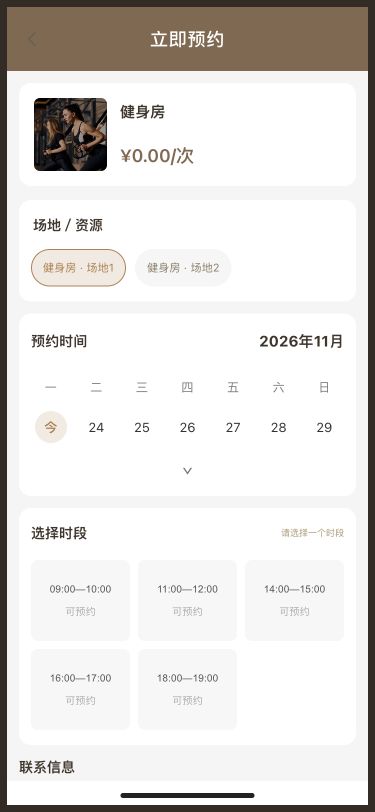 立即预约
健身房
¥0.00/次
场地 / 资源
健身房 · 场地1 健身房 · 场地2
预约时间 2026年11月
一 二 三 四 五 六 日
今 24 25 26 27 28 29
选择时段 请选择一个时段
09:00—10:00 11:00—12:00 14:00—15:00
可预约 可预约 可预约
16:00—17:00 18:00—19:00
可预约 可预约
联系信息